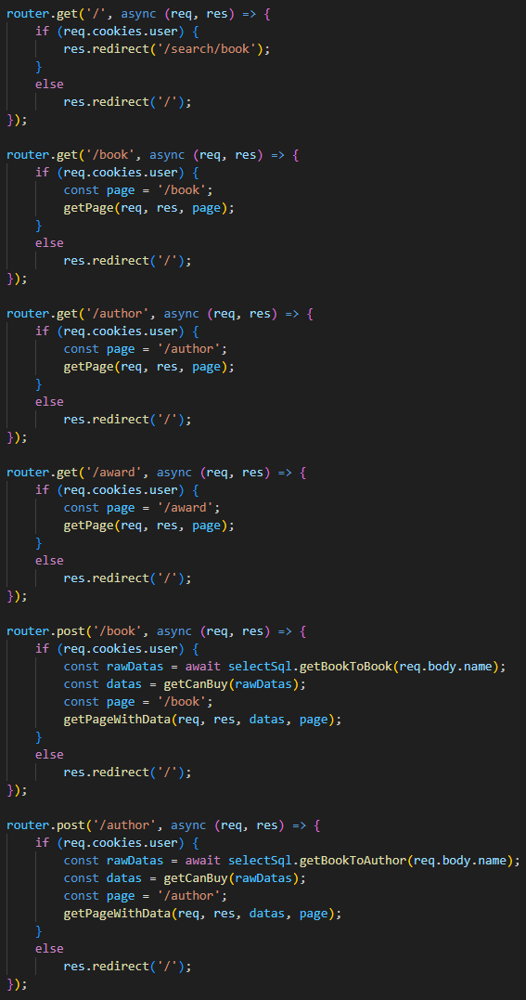 router.get('/', async (req, res) => {
    if (req.cookies.user) {
        res.redirect('/search/book');
    }
    else
        res.redirect('/');
});

router.get('/book', async (req, res) => {
    if (req.cookies.user) {
        const page = '/book';
        getPage(req, res, page);
    }
    else
        res.redirect('/');
});

router.get('/author', async (req, res) => {
    if (req.cookies.user) {
        const page = '/author';
        getPage(req, res, page);
    }
    else
        res.redirect('/');
});

router.get('/award', async (req, res) => {
    if (req.cookies.user) {
        const page = '/award';
        getPage(req, res, page);
    }
    else
        res.redirect('/');
});

router.post('/book', async (req, res) => {
    if (req.cookies.user) {
        const rawDatas = await selectSql.getBookToBook(req.body.name);
        const datas = getCanBuy(rawDatas);
        const page = '/book';
        getPageWithData(req, res, datas, page);
    }
    else
        res.redirect('/');
});

router.post('/author', async (req, res) => {
    if (req.cookies.user) {
        const rawDatas = await selectSql.getBookToAuthor(req.body.name);
        const datas = getCanBuy(rawDatas);
        const page = '/author';
        getPageWithData(req, res, datas, page);
    }
    else
        res.redirect('/');
});